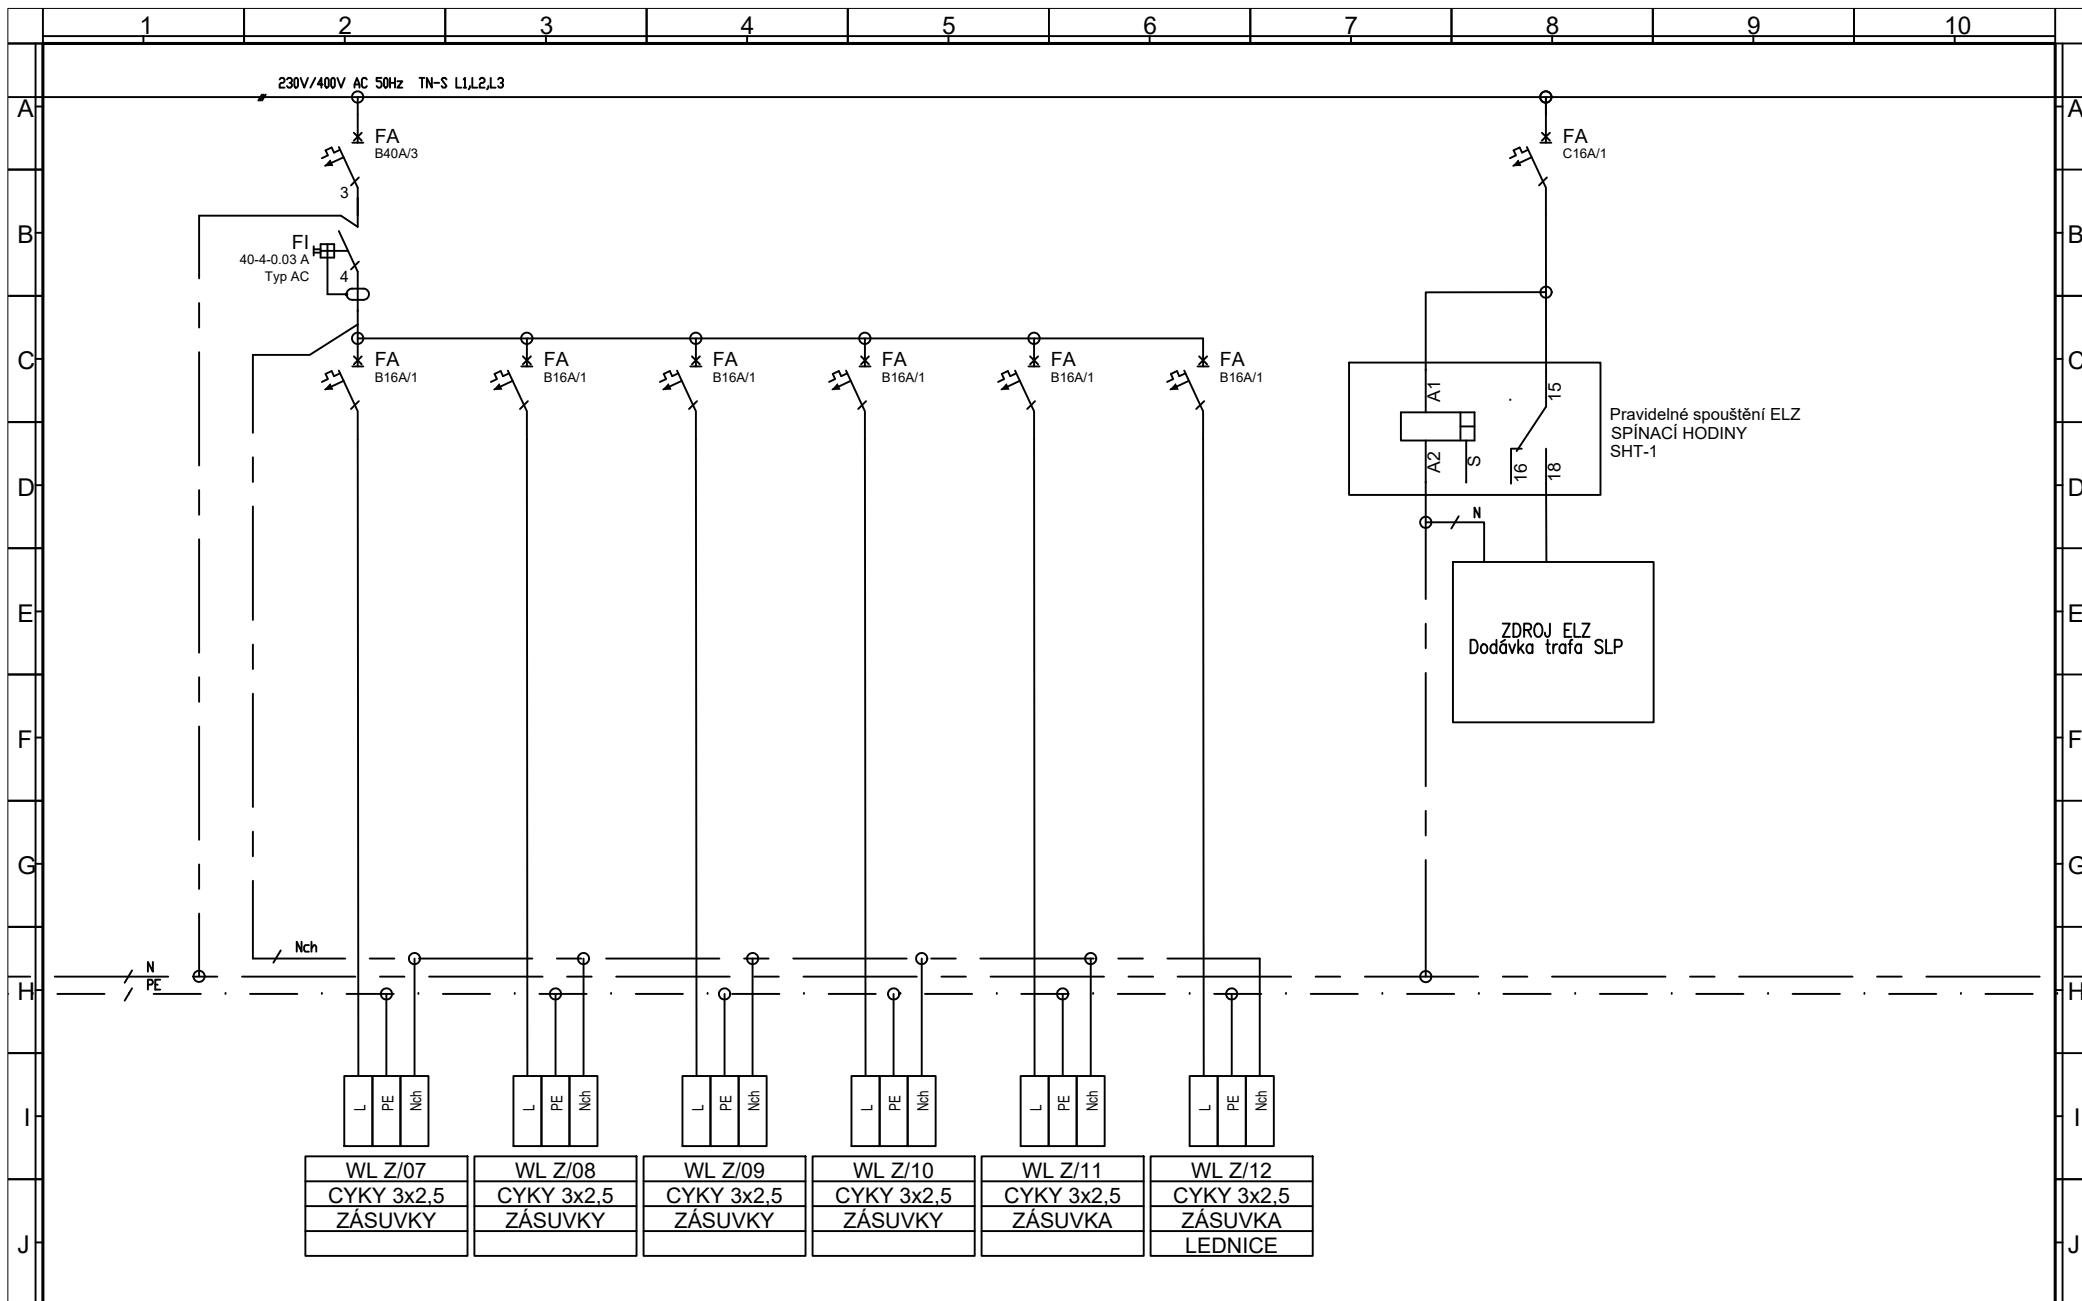 1 2 3 4 5 6 7 8 9 10
230V/400V AC 50Hz TN-S L1,L2,L3
A A
FA
B40A/3
FA
C16A/1
3
B B
FI
40-4-0.03 A
Typ AC
4
C C
FA
B16A/1
FA
B16A/1
FA
B16A/1
FA
B16A/1
FA
B16A/1
FA
B16A/1
A1 15
Pravidelné spouštění ELZ
SPÍNACÍ HODINY
SHT-1
A2 S 16 18
D D
N
E E
ZDROJ ELZ
Dodávka trafa SLP
F F
G G
Nch
N
PE
H H
L PE Nch L PE Nch L PE Nch L PE Nch L PE Nch L PE Nch
I I
WL Z/07 WL Z/08 WL Z/09 WL Z/10 WL Z/11 WL Z/12
CYKY 3x2,5 CYKY 3x2,5 CYKY 3x2,5 CYKY 3x2,5 CYKY 3x2,5 CYKY 3x2,5
ZÁSUVKY ZÁSUVKY ZÁSUVKY ZÁSUVKY ZÁSUVKA ZÁSUVKA
LEDNICE
J J